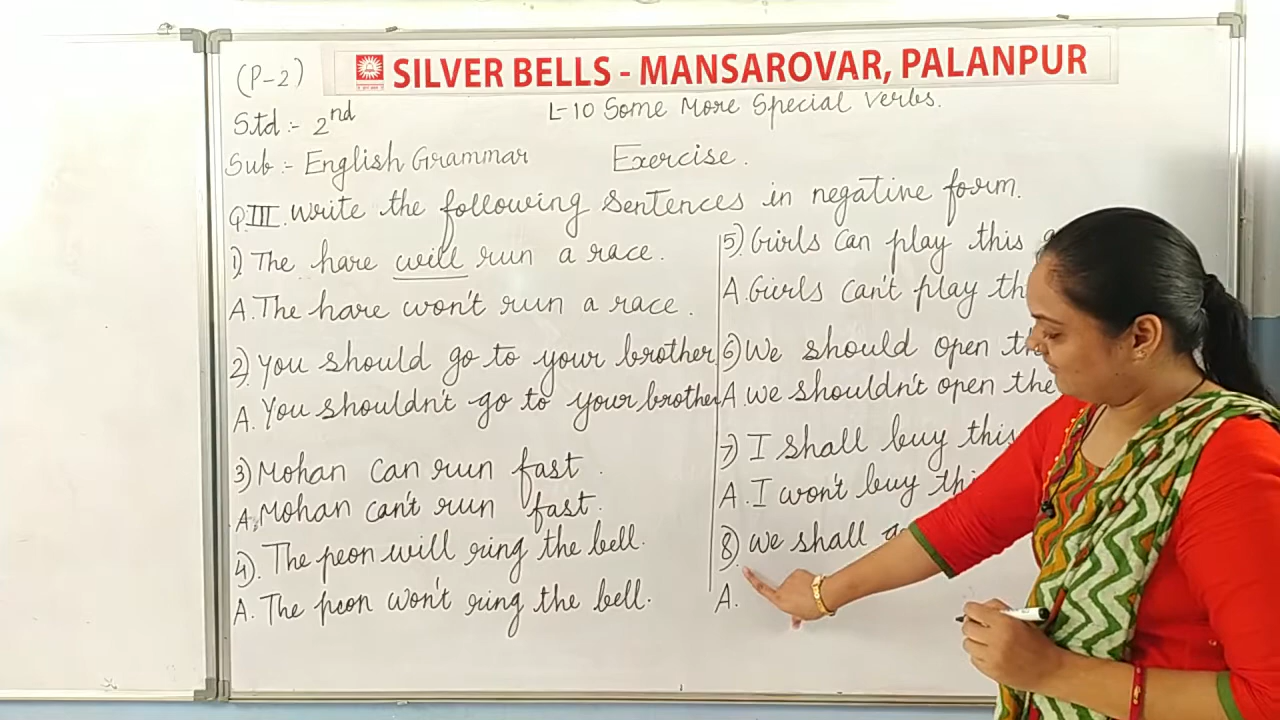 (P-2)
SILVER BELLS - MANSAROVAR, PALANPUR
Std :- 2nd
L-10 Some More Special Verbs.
Sub :- English Grammar
Exercise.
Q.III. Write the following sentences in negative form.
1) The hare will run a race.
A. The hare won't run a race.
2) You should go to your brother.
A. You shouldn't go to your brother
3) Mohan can run fast.
A. Mohan can't run fast.
4). The peon will ring the bell.
A. The peon won't ring the bell.
5) Girls can play this
A. Girls can't play
6) We should open
A. We shouldn't open the
7) I shall buy this
A. I won't buy
8) We shall
A.